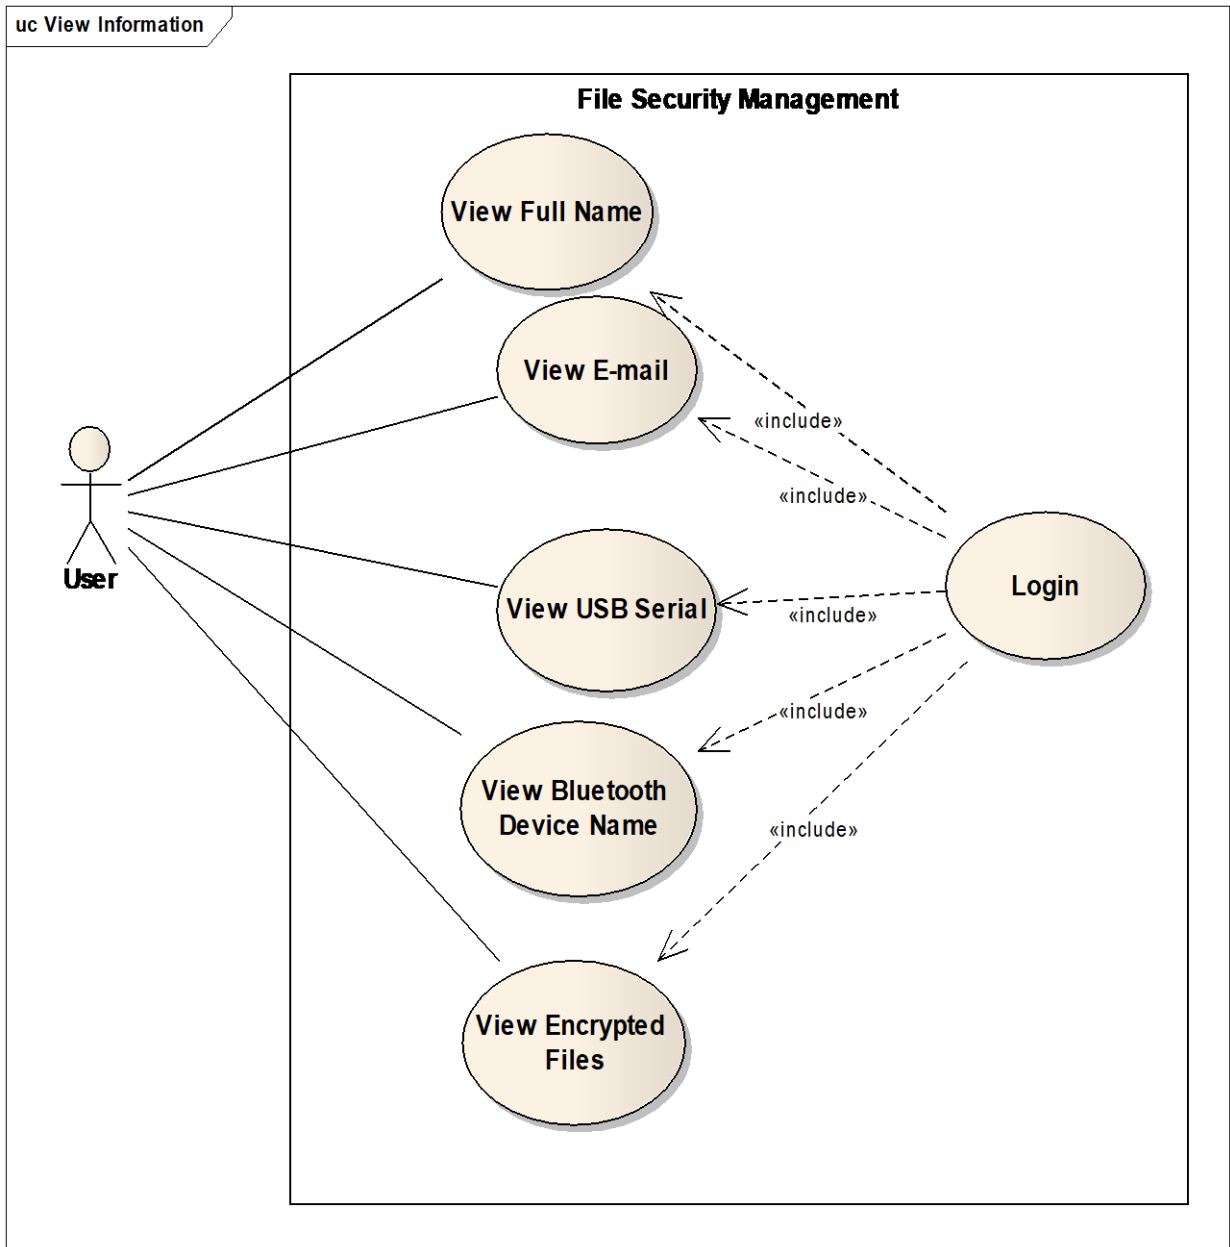 uc View Information
File Security Management
View Full Name
View E-mail
«include»
«include»
User
View USB Serial
«include»
Login
«include»
View Bluetooth
Device Name
«include»
View Encrypted
Files